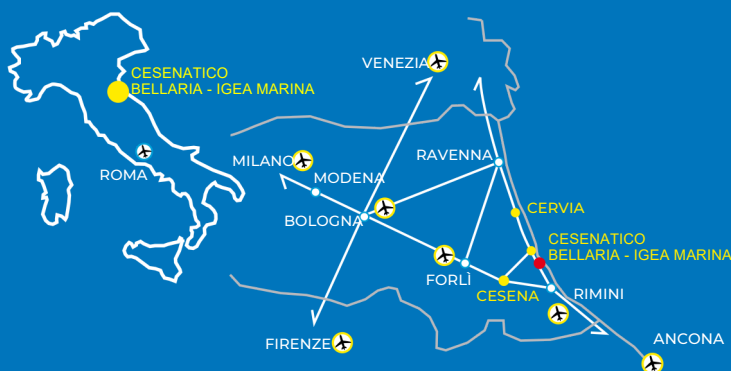 CESENATICO
BELLARIA - IGEA MARINA
ROMA
VENEZIA
MILANO
MODENA
RAVENNA
BOLOGNA
CERVIA
CESENATICO
BELLARIA - IGEA MARINA
FORLÌ
CESENA
RIMINI
FIRENZE
ANCONA